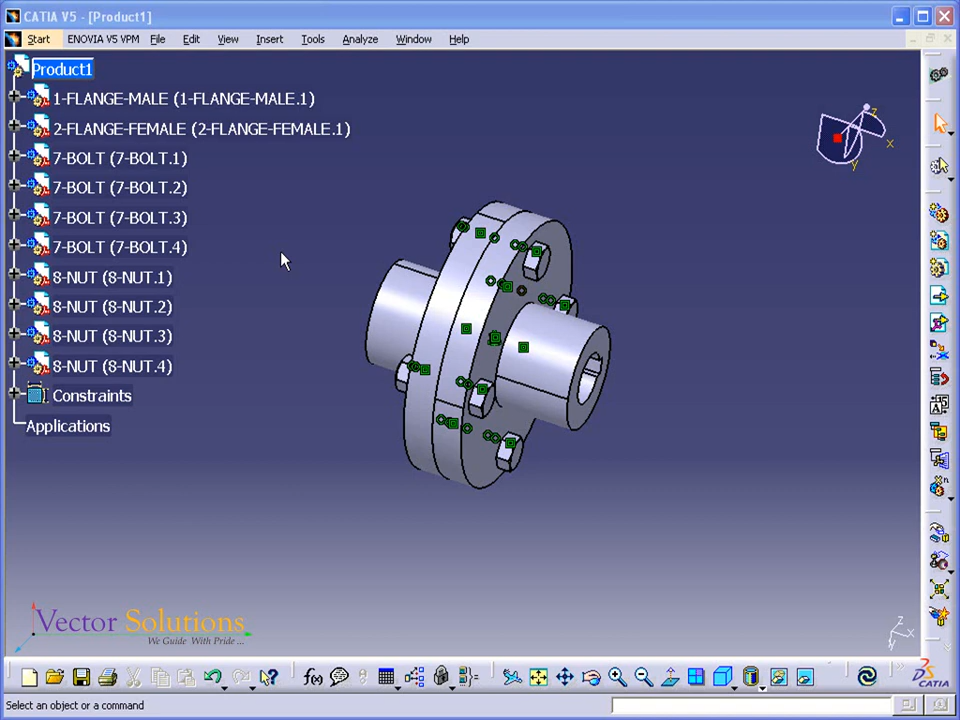 CATIA V5 - [Product1]
Start ENOVIA V5 VPM File Edit View Insert Tools Analyze Window Help
Product1
1-FLANGE-MALE (1-FLANGE-MALE.1)
2-FLANGE-FEMALE (2-FLANGE-FEMALE.1)
7-BOLT (7-BOLT.1)
7-BOLT (7-BOLT.2)
7-BOLT (7-BOLT.3)
7-BOLT (7-BOLT.4)
8-NUT (8-NUT.1)
8-NUT (8-NUT.2)
8-NUT (8-NUT.3)
8-NUT (8-NUT.4)
Constraints
Applications
z
x
y
Vector Solutions
We Guide With Pride ...
z
x
f(x)
CATIA
Select an object or a command